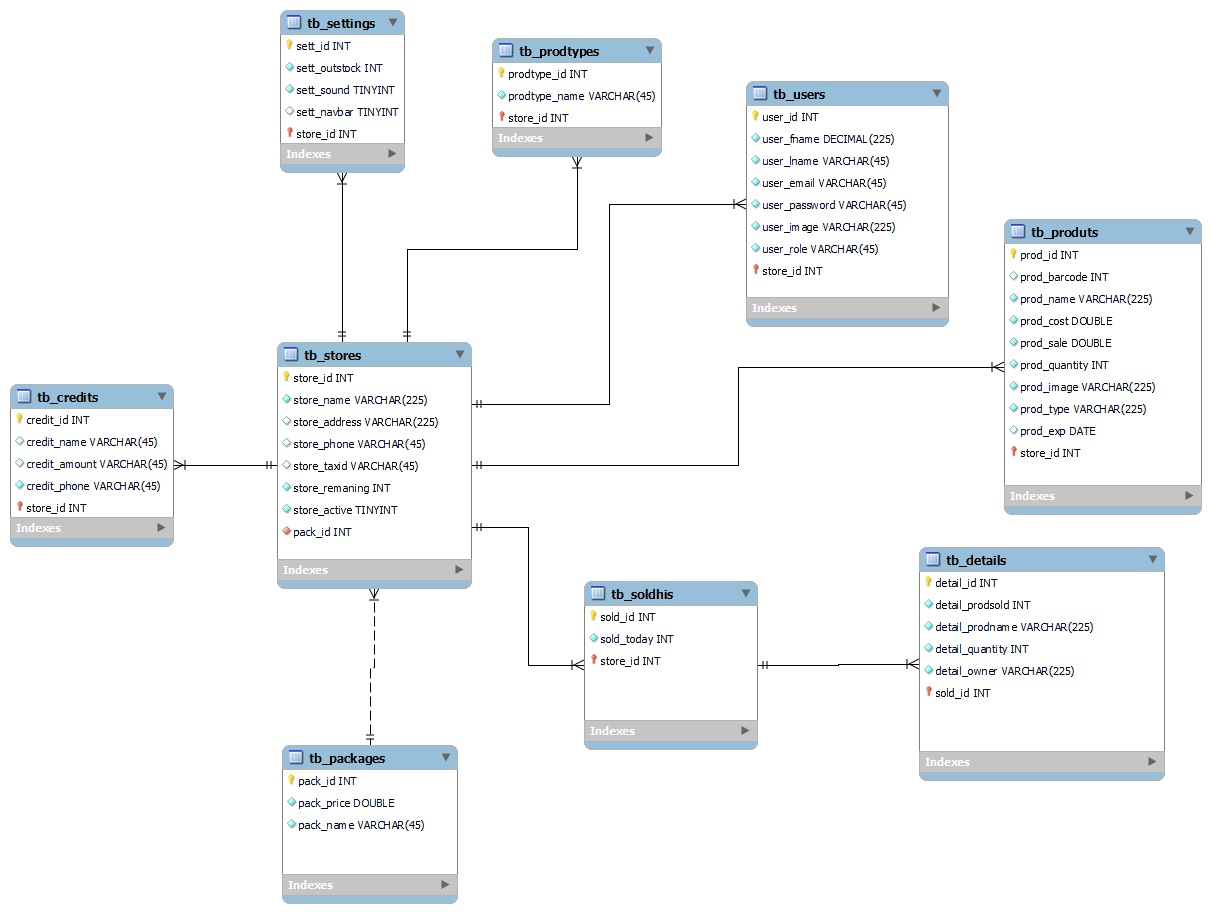 tb_settings
sett_id INT
sett_outstock INT
sett_sound TINYINT
sett_navbar TINYINT
store_id INT
Indexes
tb_prodtypes
prodtype_id INT
prodtype_name VARCHAR(45)
store_id INT
Indexes
tb_users
user_id INT
user_fname DECIMAL(225)
user_lname VARCHAR(45)
user_email VARCHAR(45)
user_password VARCHAR(45)
user_image VARCHAR(225)
user_role VARCHAR(45)
store_id INT
Indexes
tb_produts
prod_id INT
prod_barcode INT
prod_name VARCHAR(225)
prod_cost DOUBLE
prod_sale DOUBLE
prod_quantity INT
prod_image VARCHAR(225)
prod_type VARCHAR(225)
prod_exp DATE
store_id INT
Indexes
tb_stores
store_id INT
store_name VARCHAR(225)
store_address VARCHAR(225)
store_phone VARCHAR(45)
store_taxid VARCHAR(45)
store_remaning INT
store_active TINYINT
pack_id INT
Indexes
tb_credits
credit_id INT
credit_name VARCHAR(45)
credit_amount VARCHAR(45)
credit_phone VARCHAR(45)
store_id INT
Indexes
tb_soldhis
sold_id INT
sold_today INT
store_id INT
Indexes
tb_details
detail_id INT
detail_prodsold INT
detail_prodname VARCHAR(225)
detail_quantity INT
detail_owner VARCHAR(225)
sold_id INT
Indexes
tb_packages
pack_id INT
pack_price DOUBLE
pack_name VARCHAR(45)
Indexes